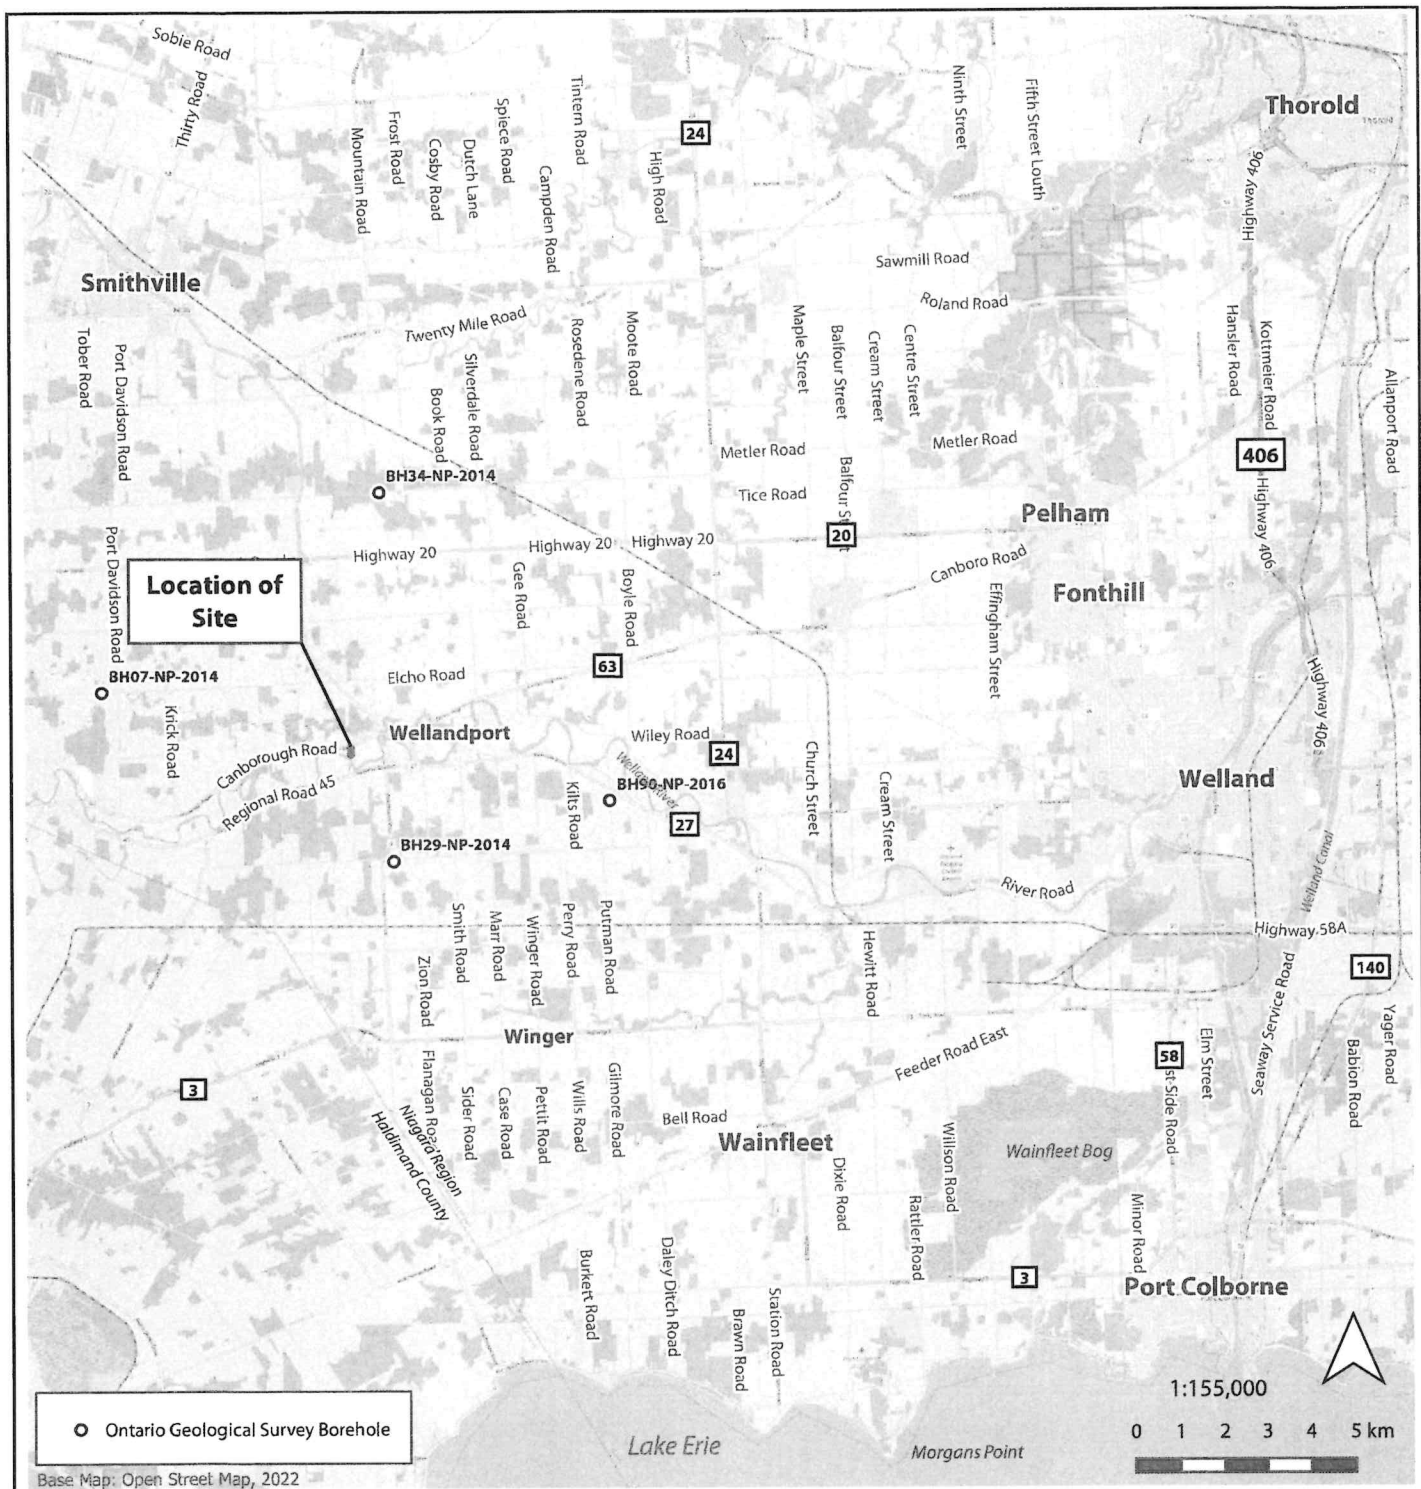 Sobie Road
Thirty Road
Mountain Road
Frost Road
Cosby Road
Dutch Lane
Spiece Road
Campden Road
Tintern Road
High Road
24
Ninth Street
Fifth Street Louth
Thorold
Thorold
Highway 406
Smithville
Sawmill Road
Roland Road
Twenty Mile Road
Tober Road
Port Davidson Road
Book Road
Silverdale Road
Rosedene Road
Moote Road
Maple Street
Balfour Street
Cream Street
Centre Street
Hansler Road
Kottmeier Road
Allanport Road
Metler Road
Metler Road
406
BH34-NP-2014
Tice Road
Balfour Street
20
Pelham
Highway 406
Port Davidson Road
Highway 20
Highway 20
Highway 20
Canboro Road
Location of
Site
Gee Road
Boyle Road
Fonthill
Effingham Street
63
BH07-NP-2014
Elcho Road
Highway 406
Krick Road
Canborough Road
Wellandport
Wiley Road
24
Church Street
Welland
Regional Road 45
Kilts Road
Welland River
BH90-NP-2016
27
Cream Street
BH29-NP-2014
River Road
Welland Canal
Smith Road
Marr Road
Winger Road
Perry Road
Putman Road
Hewitt Road
Highway 58A
140
Zion Road
Seaway Service Road
Winger
Feeder Road East
58
Elm Street
Yager Road
Babion Road
3
Flanagan Road
Niagara Region
Haldimand County
Sider Road
Case Road
Pettit Road
Wills Road
Gilmore Road
Bell Road
Wainfleet
Dixie Road
Willson Road
Wainfleet Bog
st Side Road
Rattler Road
Minor Road
3
Port Colborne
Burkert Road
Daley Ditch Road
Brawn Road
Station Road
1:155,000
0 1 2 3 4 5 km
Ontario Geological Survey Borehole
Lake Erie
Morgans Point
Base Map: Open Street Map, 2022